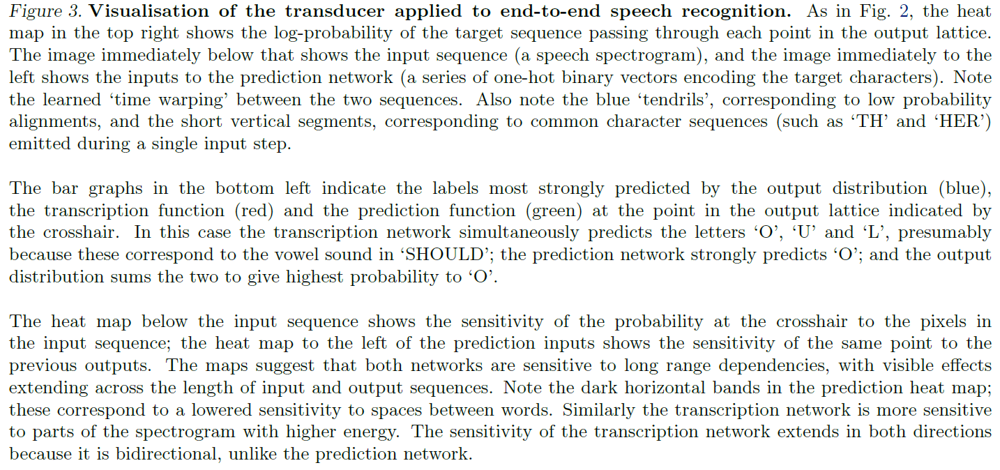 Figure 3. Visualisation of the transducer applied to end-to-end speech recognition. As in Fig. 2, the heat
map in the top right shows the log-probability of the target sequence passing through each point in the output lattice.
The image immediately below that shows the input sequence (a speech spectrogram), and the image immediately to the
left shows the inputs to the prediction network (a series of one-hot binary vectors encoding the target characters). Note
the learned ‘time warping’ between the two sequences. Also note the blue ‘tendrils’, corresponding to low probability
alignments, and the short vertical segments, corresponding to common character sequences (such as ‘TH’ and ‘HER’)
emitted during a single input step.
The bar graphs in the bottom left indicate the labels most strongly predicted by the output distribution (blue),
the transcription function (red) and the prediction function (green) at the point in the output lattice indicated by
the crosshair. In this case the transcription network simultaneously predicts the letters ‘O’, ‘U’ and ‘L’, presumably
because these correspond to the vowel sound in ‘SHOULD’; the prediction network strongly predicts ‘O’; and the output
distribution sums the two to give highest probability to ‘O’.
The heat map below the input sequence shows the sensitivity of the probability at the crosshair to the pixels in
the input sequence; the heat map to the left of the prediction inputs shows the sensitivity of the same point to the
previous outputs. The maps suggest that both networks are sensitive to long range dependencies, with visible effects
extending across the length of input and output sequences. Note the dark horizontal bands in the prediction heat map;
these correspond to a lowered sensitivity to spaces between words. Similarly the transcription network is more sensitive
to parts of the spectrogram with higher energy. The sensitivity of the transcription network extends in both directions
because it is bidirectional, unlike the prediction network.